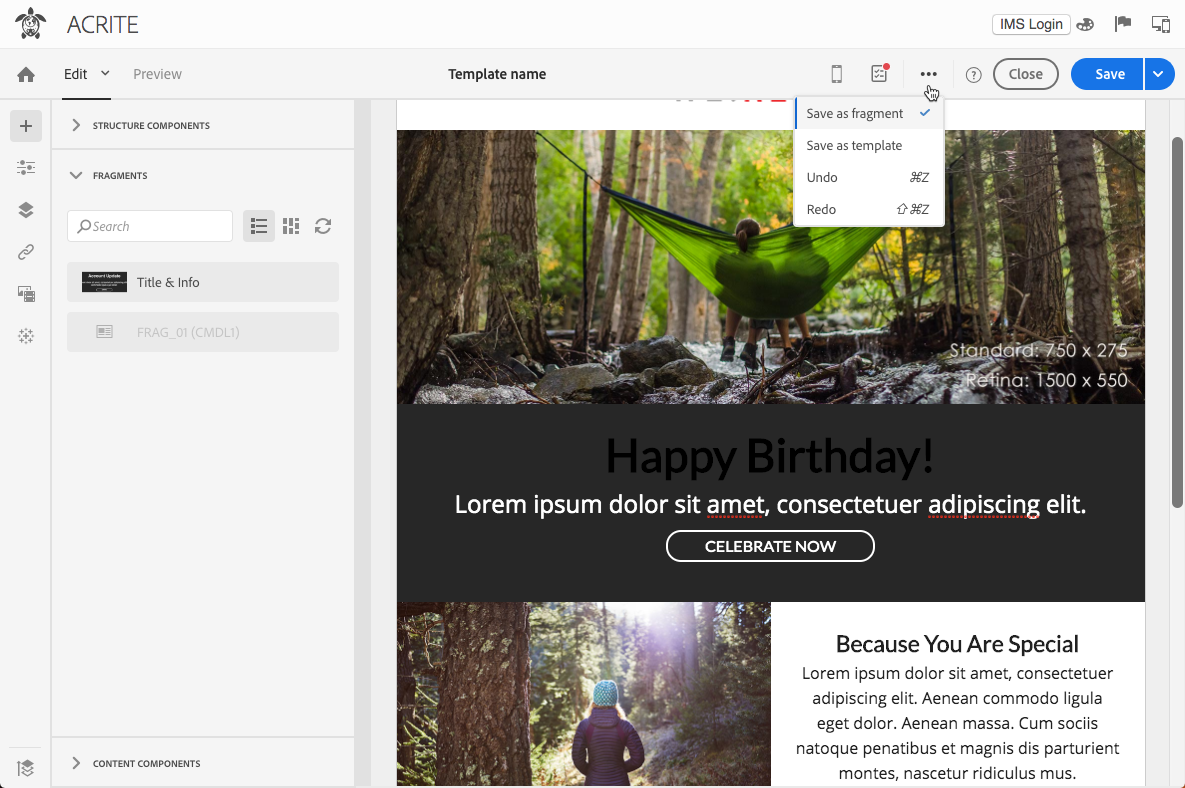 ACRITE
IMS Login
Edit
Preview
Template name
Close
Save
Save as fragment
Save as template
Undo ⌘Z
Redo ⇧⌘Z
STRUCTURE COMPONENTS
FRAGMENTS
Search
Account Update
Title & Info
FRAG_01 (CMDL1)
CONTENT COMPONENTS
Standard: 750 x 275
Retina: 1500 x 550
Happy Birthday!
Lorem ipsum dolor sit amet, consectetuer adipiscing elit.
CELEBRATE NOW
Because You Are Special
Lorem ipsum dolor sit amet, consectetuer
adipiscing elit. Aenean commodo ligula
eget dolor. Aenean massa. Cum sociis
natoque penatibus et magnis dis parturient
montes, nascetur ridiculus mus.